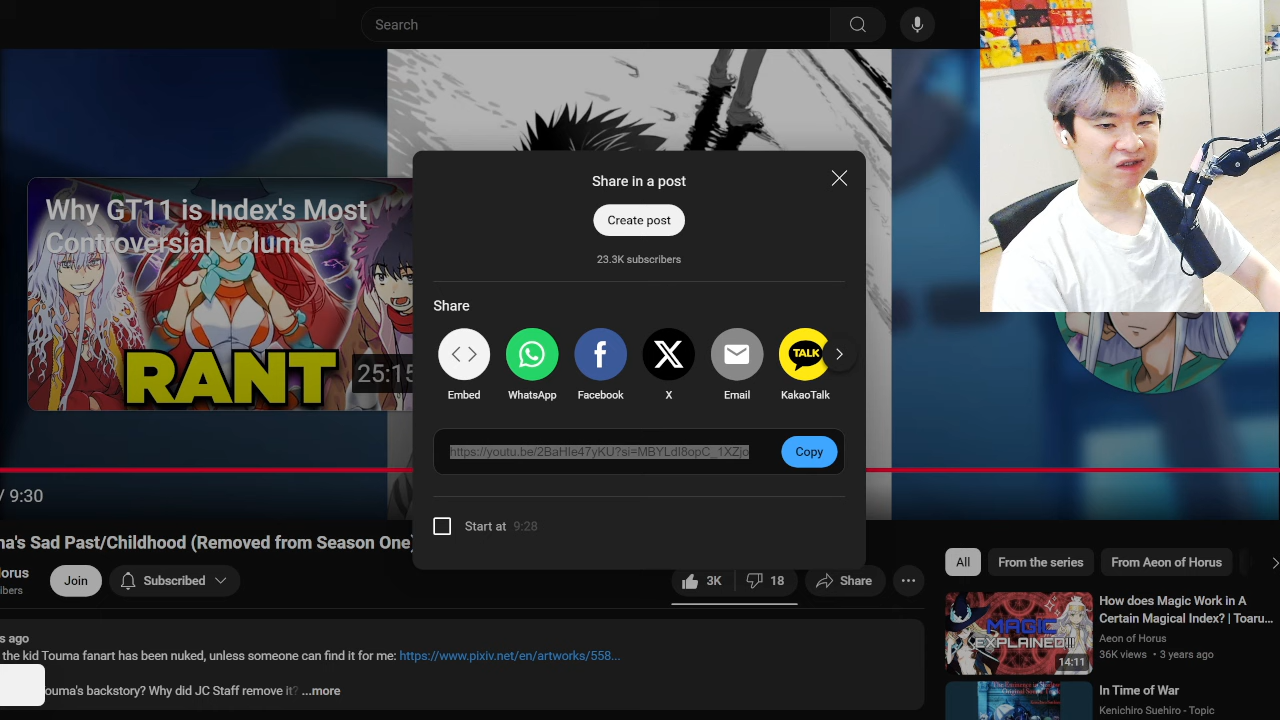 Search
Why GT11 is Index's Most
Controversial Volume
RANT
25:15
Share in a post
Create post
23.3K subscribers
Share
Embed
WhatsApp
Facebook
X
Email
TALK
KakaoTalk
https://youtu.be/2BaHIe47yKU?si=MBYLdI8opC_1XZjo
Copy
Start at 9:28
/ 9:30
na's Sad Past/Childhood (Removed from Season One)
Horus
ibers
Join
Subscribed
3K
18
Share
s ago
the kid Touma fanart has been nuked, unless someone can find it for me: https://www.pixiv.net/en/artworks/558...
ouma's backstory? Why did JC Staff remove it? ...more
All
From the series
From Aeon of Horus
MAGIC
EXPLAINED!!!
14:11
How does Magic Work in A
Certain Magical Index? | Toaru...
Aeon of Horus
36K views • 3 years ago
In Time of War
Kenichiro Suehiro - Topic